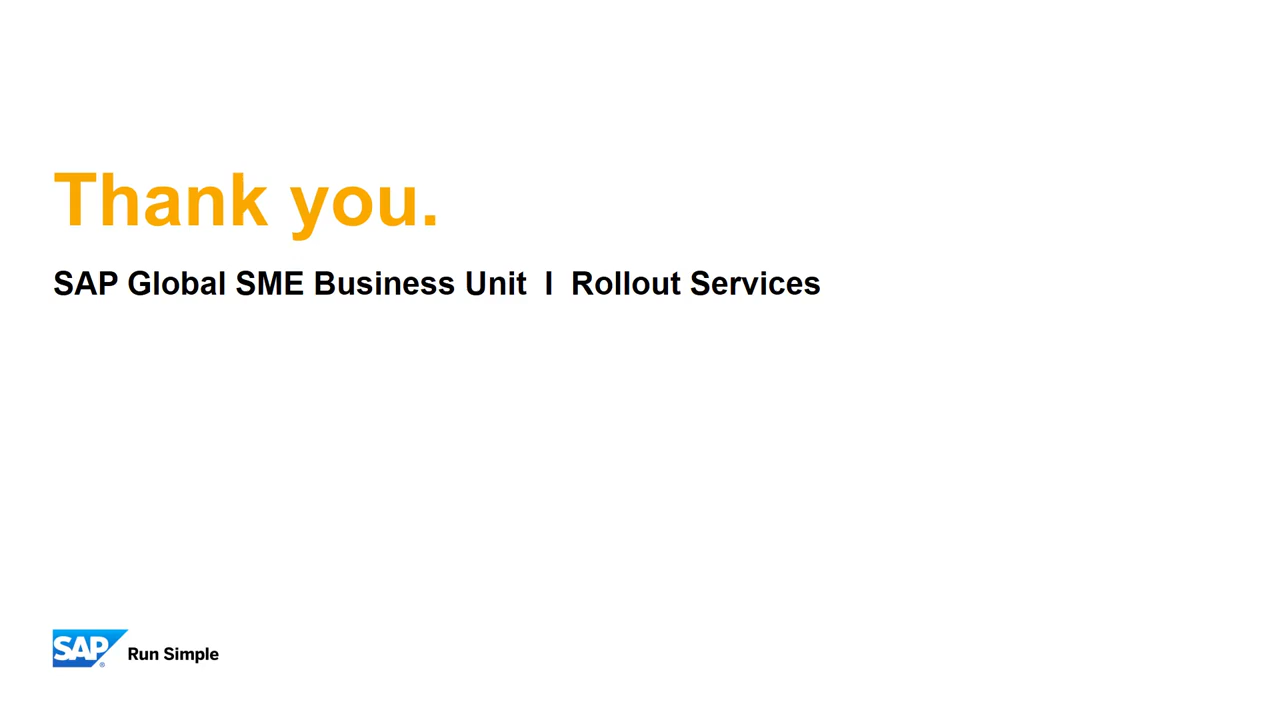 Thank you.
SAP Global SME Business Unit I Rollout Services
SAP® Run Simple